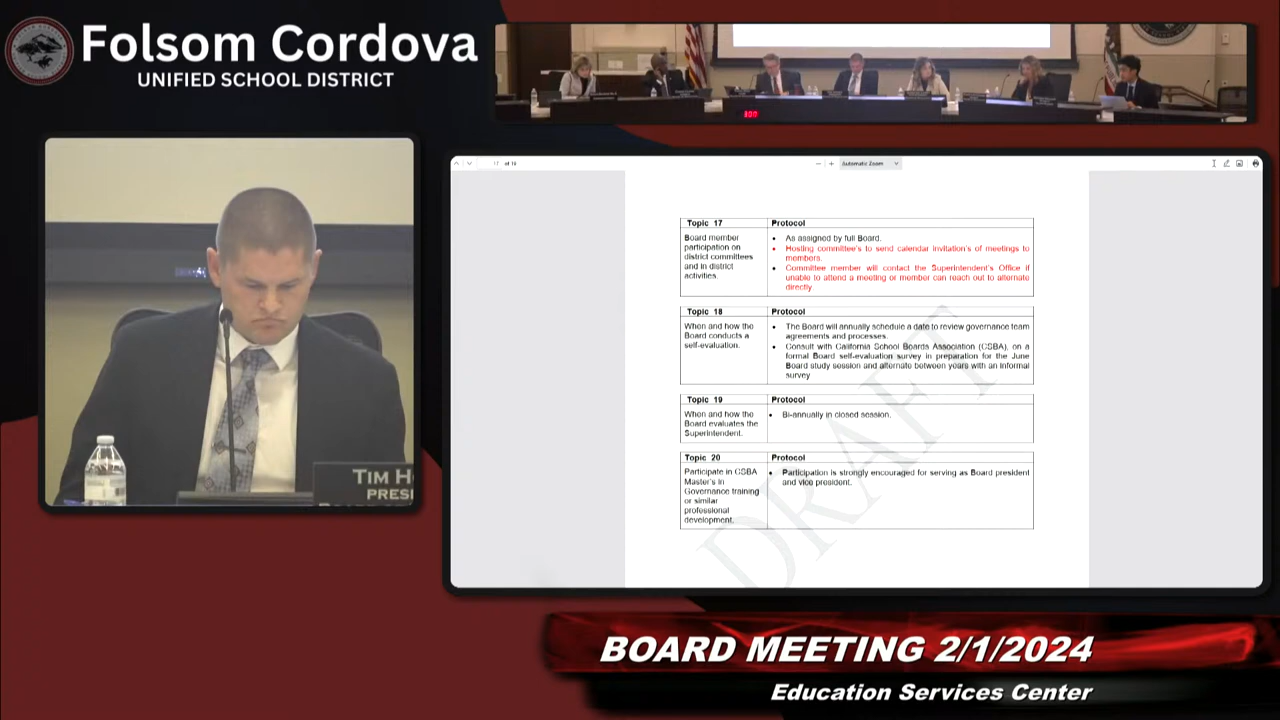 Folsom Cordova
UNIFIED SCHOOL DISTRICT
300
17 of 19
Automatic Zoom
Topic 17
Protocol
Board member
participation on
district committees
and in district
activities.
• As assigned by full Board.
• Hosting committee's to send calendar invitation's of meetings to
members.
• Committee member will contact the Superintendent's Office if
unable to attend a meeting or member can reach out to alternate
directly.
Topic 18
Protocol
When and how the
Board conducts a
self-evaluation.
• The Board will annually schedule a date to review governance team
agreements and processes.
• Consult with California School Boards Association (CSBA), on a
formal Board self-evaluation survey in preparation for the June
Board study session and alternate between years with an informal
survey
Topic 19
Protocol
When and how the
Board evaluates the
Superintendent.
• Bi-annually in closed session.
Topic 20
Protocol
Participate in CSBA
Master's in
Governance training
or similar
professional
development.
• Participation is strongly encouraged for serving as Board president
and vice president.
DRAFT
TIM H
PRESI
BOARD MEETING 2/1/2024
Education Services Center